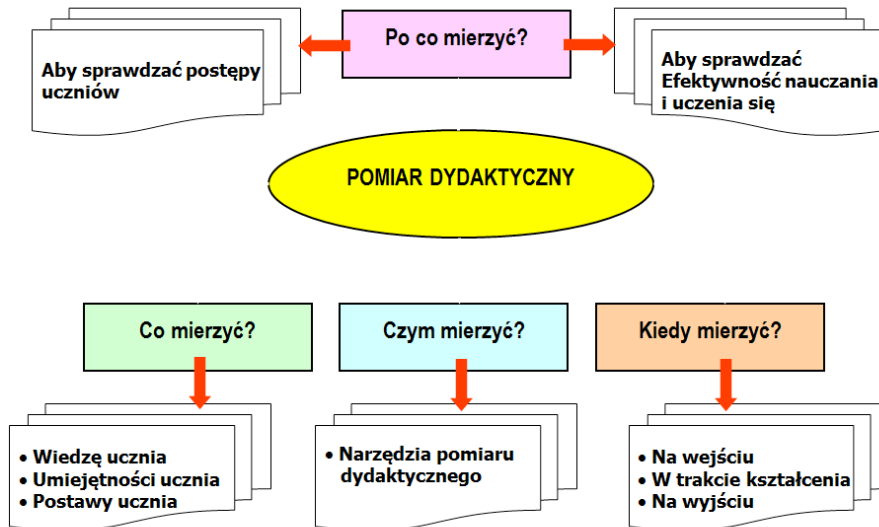 Po co mierzyć?
Aby sprawdzać postępy
uczniów
Aby sprawdzać
Efektywność nauczania
i uczenia się
POMIAR DYDAKTYCZNY
Co mierzyć?
Czym mierzyć?
Kiedy mierzyć?
• Wiedzę ucznia
• Umiejętności ucznia
• Postawy ucznia
• Narzędzia pomiaru
dydaktycznego
• Na wejściu
• W trakcie kształcenia
• Na wyjściu